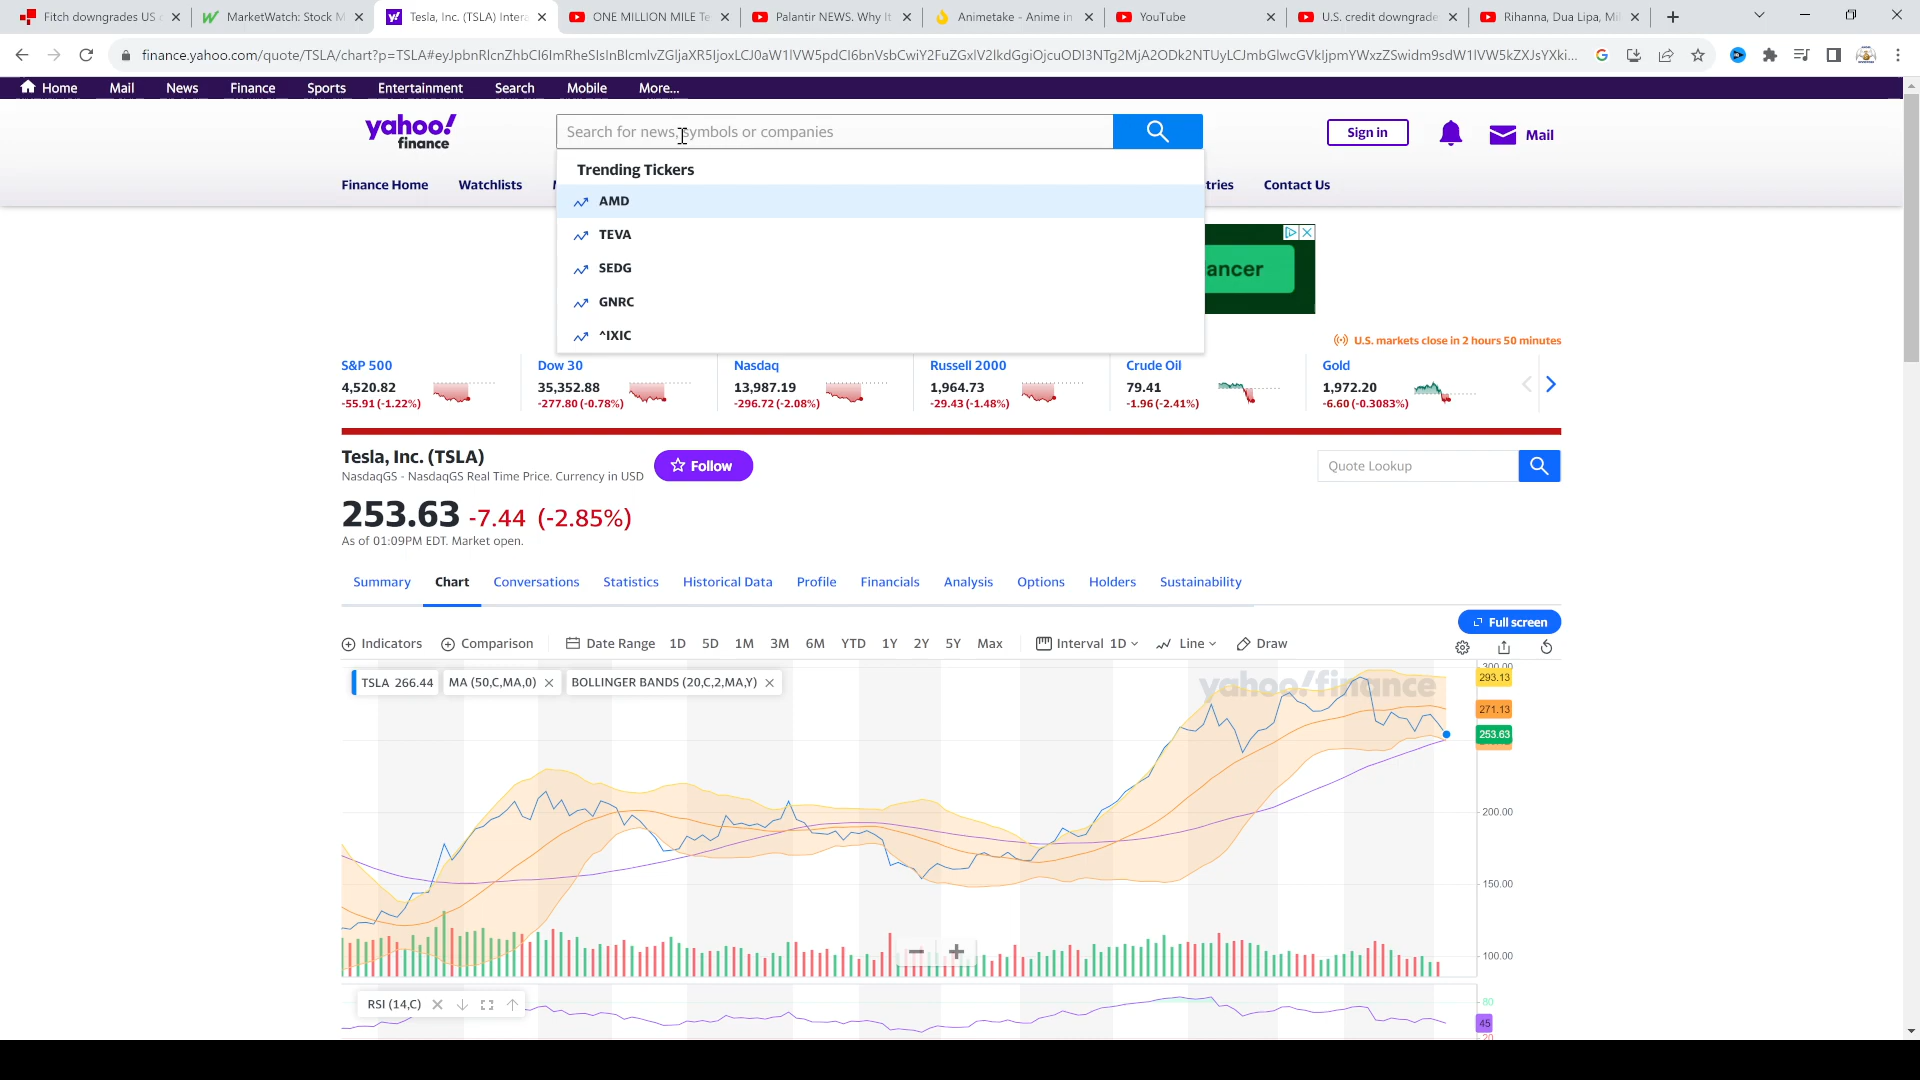 Fitch downgrades US c
MarketWatch: Stock M
Tesla, Inc. (TSLA) Intera
ONE MILLION MILE Te
Palantir NEWS. Why It
Animetake - Anime in
YouTube
U.S. credit downgrade
Rihanna, Dua Lipa, Mil
Home Mail News Finance Sports Entertainment Search Mobile More...
yahoo!
finance
Search for news, symbols or companies
Sign in
Mail
Finance Home Watchlists
Contact Us
Trending Tickers
AMD
TEVA
SEDG
GNRC
^IXIC
ancer
U.S. markets close in 2 hours 50 minutes
S&P 500 Dow 30 Nasdaq Russell 2000 Crude Oil Gold
4,520.82 35,352.88 13,987.19 1,964.73 79.41 1,972.20
-55.91 (-1.22%) -277.80 (-0.78%) -296.72 (-2.08%) -29.43 (-1.48%) -1.96 (-2.41%) -6.60 (-0.3083%)
Tesla, Inc. (TSLA)
NasdaqGS - NasdaqGS Real Time Price. Currency in USD
Follow
Quote Lookup
253.63 -7.44 (-2.85%)
As of 01:09PM EDT. Market open.
Summary Chart Conversations Statistics Historical Data Profile Financials Analysis Options Holders Sustainability
Full screen
Indicators Comparison Date Range 1D 5D 1M 3M 6M YTD 1Y 2Y 5Y Max Interval 1D Line Draw
TSLA 266.44 MA (50,C,MA,0) BOLLINGER BANDS (20,C,2,MA,Y)
yahoo!finance
300.00
293.13
271.13
253.63
200.00
150.00
100.00
RSI (14,C)
80
45
20